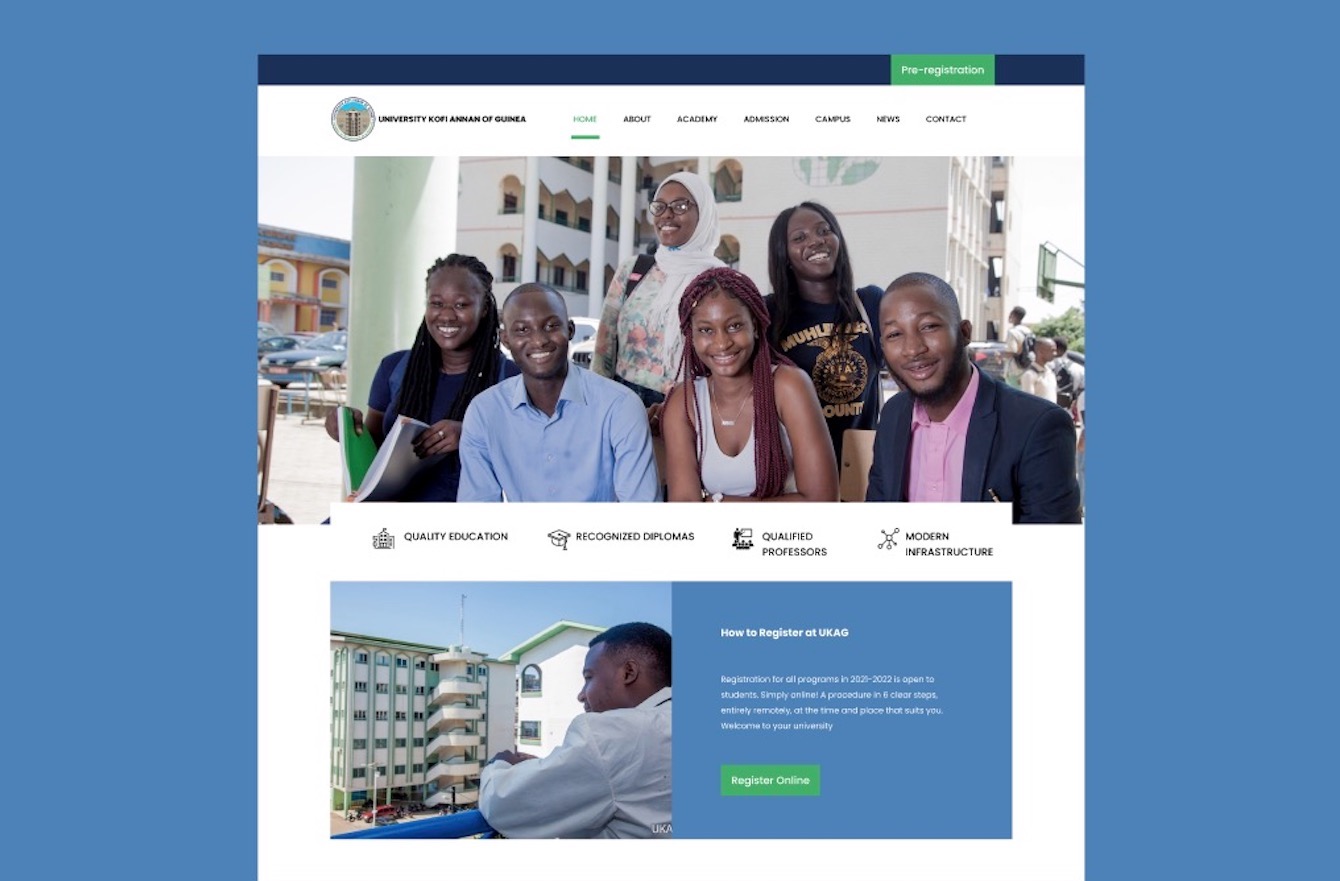 Pre-registration
UNIVERSITY KOFI ANNAN OF GUINEA
HOME
ABOUT
ACADEMY
ADMISSION
CAMPUS
NEWS
CONTACT
FFA
QUALITY EDUCATION
RECOGNIZED DIPLOMAS
QUALIFIED
PROFESSORS
MODERN
INFRASTRUCTURE
How to Register at UKAG
Registration for all programs in 2021-2022 is open to
students. Simply online! A procedure in 6 clear steps,
entirely remotely, at the time and place that suits you.
Welcome to your university
Register Online
UKA